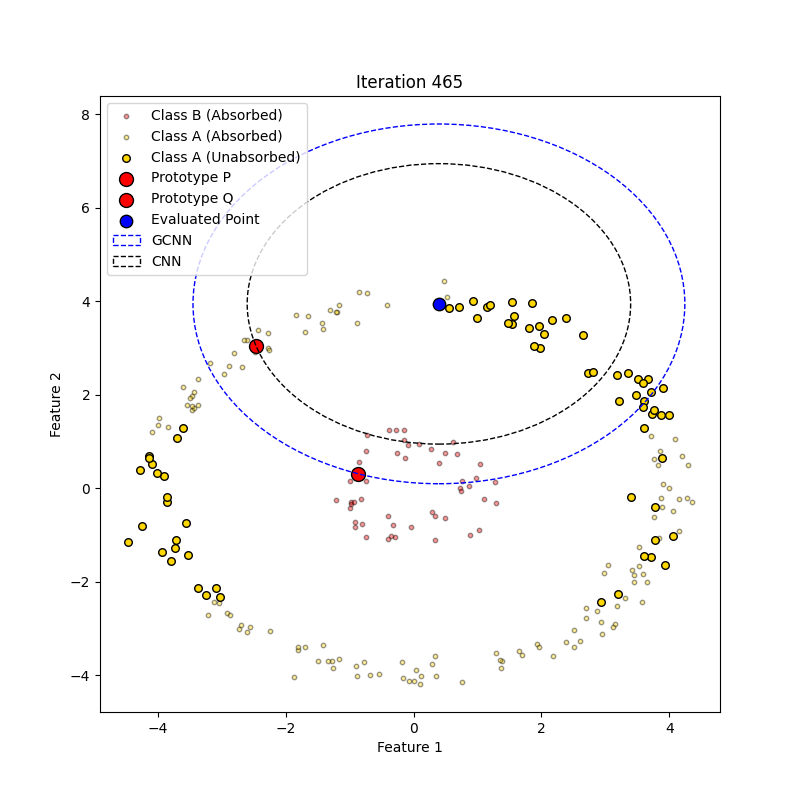 Iteration 465
Class B (Absorbed)
Class A (Absorbed)
Class A (Unabsorbed)
Prototype P
Prototype Q
Evaluated Point
GCNN
CNN
8
6
4
2
0
−2
−4
Feature 2
−4 −2 0 2 4
Feature 1